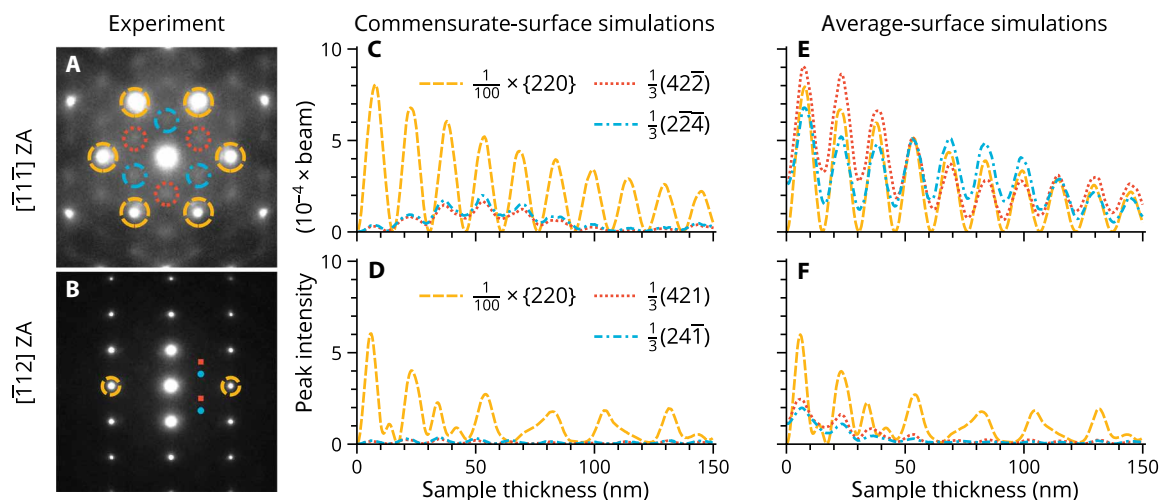 Experiment
Commensurate-surface simulations
Average-surface simulations
A
[1̅11̅] ZA
B
[1̅12] ZA
C
10
5
0
(10⁻⁴ × beam)
1/100 × {220}
1/3(422̅)
1/3(22̅4̅)
D
10
5
0
Peak intensity
1/100 × {220}
1/3(421)
1/3(241̅)
0
50
100
150
Sample thickness (nm)
E
F
0
50
100
150
Sample thickness (nm)